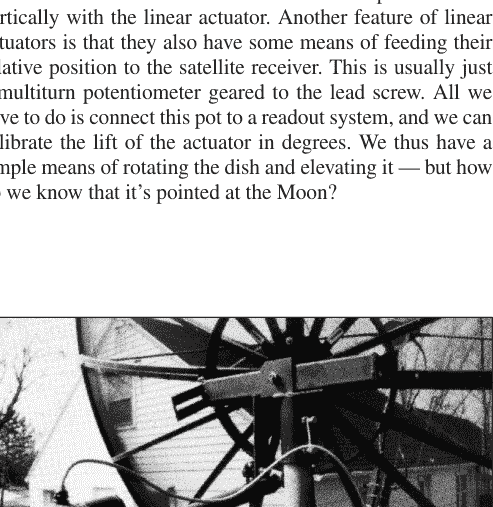 rtically with the linear actuator. Another feature of linear
tuators is that they also have some means of feeding their
lative position to the satellite receiver. This is usually just
multiturn potentiometer geared to the lead screw. All we
ve to do is connect this pot to a readout system, and we can
librate the lift of the actuator in degrees. We thus have a
mple means of rotating the dish and elevating it — but how
we know that it's pointed at the Moon?